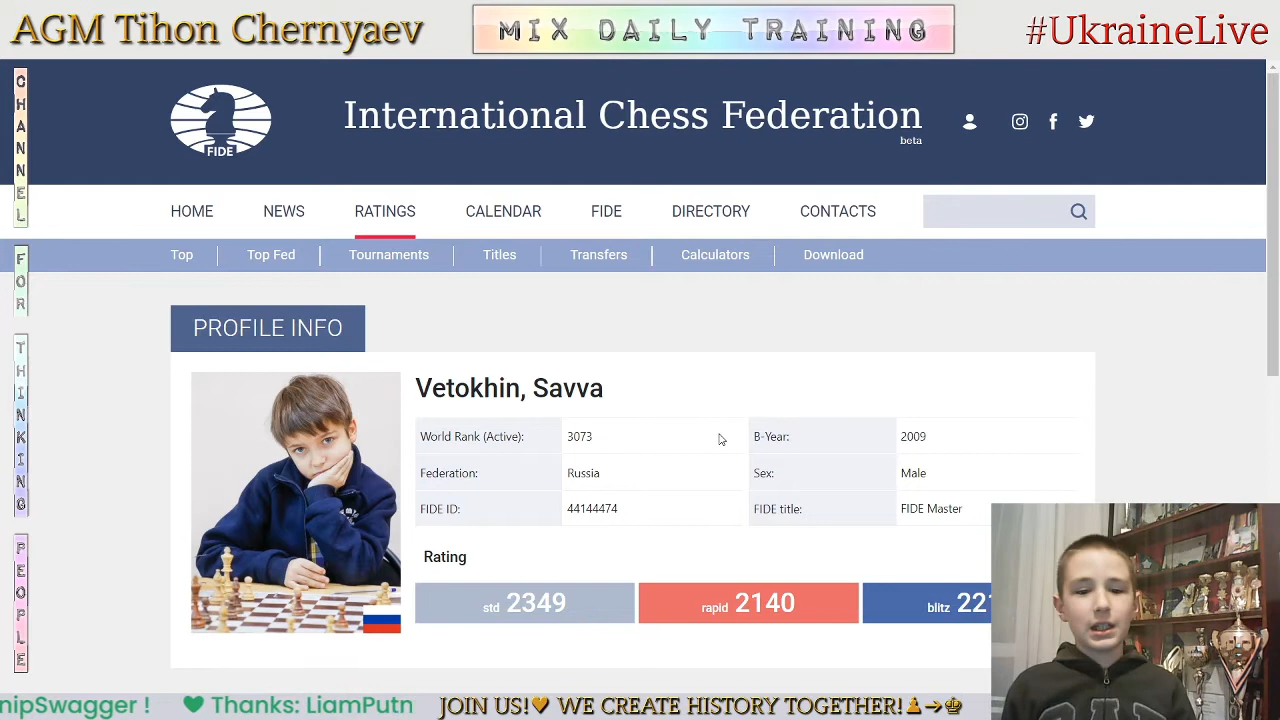 AGM Tihon Chernyaev
MIX DAILY TRAINING
#UkraineLive
CHANNEL
FOR
THINKING
PEOPLE
FIDE
International Chess Federation
beta
HOME
NEWS
RATINGS
CALENDAR
FIDE
DIRECTORY
CONTACTS
Top
Top Fed
Tournaments
Titles
Transfers
Calculators
Download
PROFILE INFO
Vetokhin, Savva
World Rank (Active): 3073
B-Year: 2009
Federation: Russia
Sex: Male
FIDE ID: 44144474
FIDE title: FIDE Master
Rating
std 2349
rapid 2140
blitz
nipSwagger !
Thanks: LiamPutn
JOIN US! WE CREATE HISTORY TOGETHER!